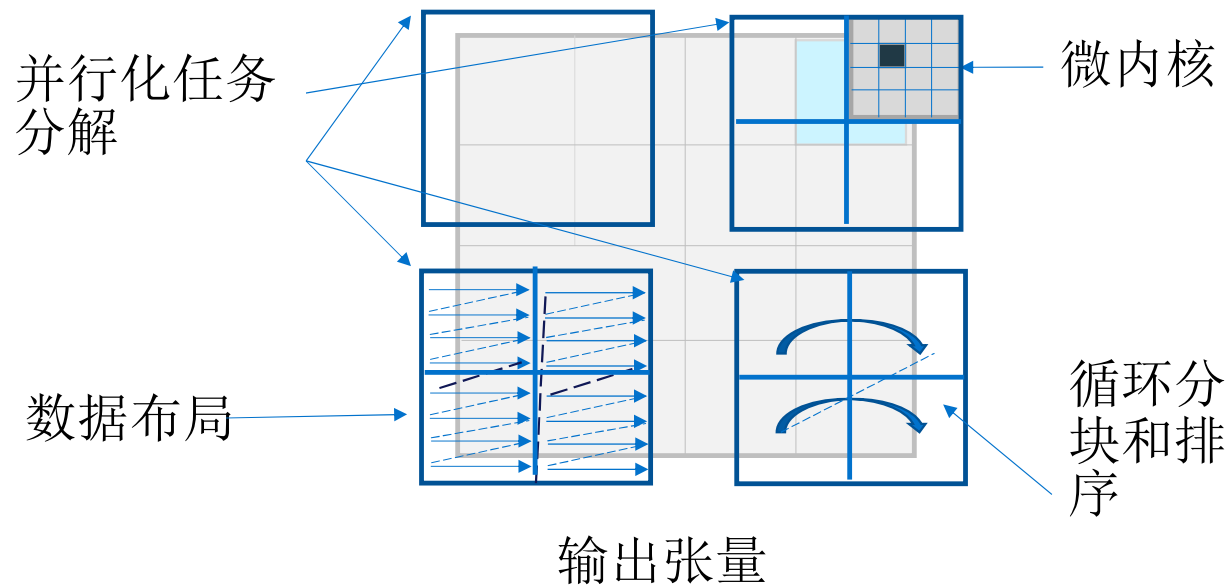 并行化任务
分解
微内核
数据布局
循环分
块和排
序
输出张量